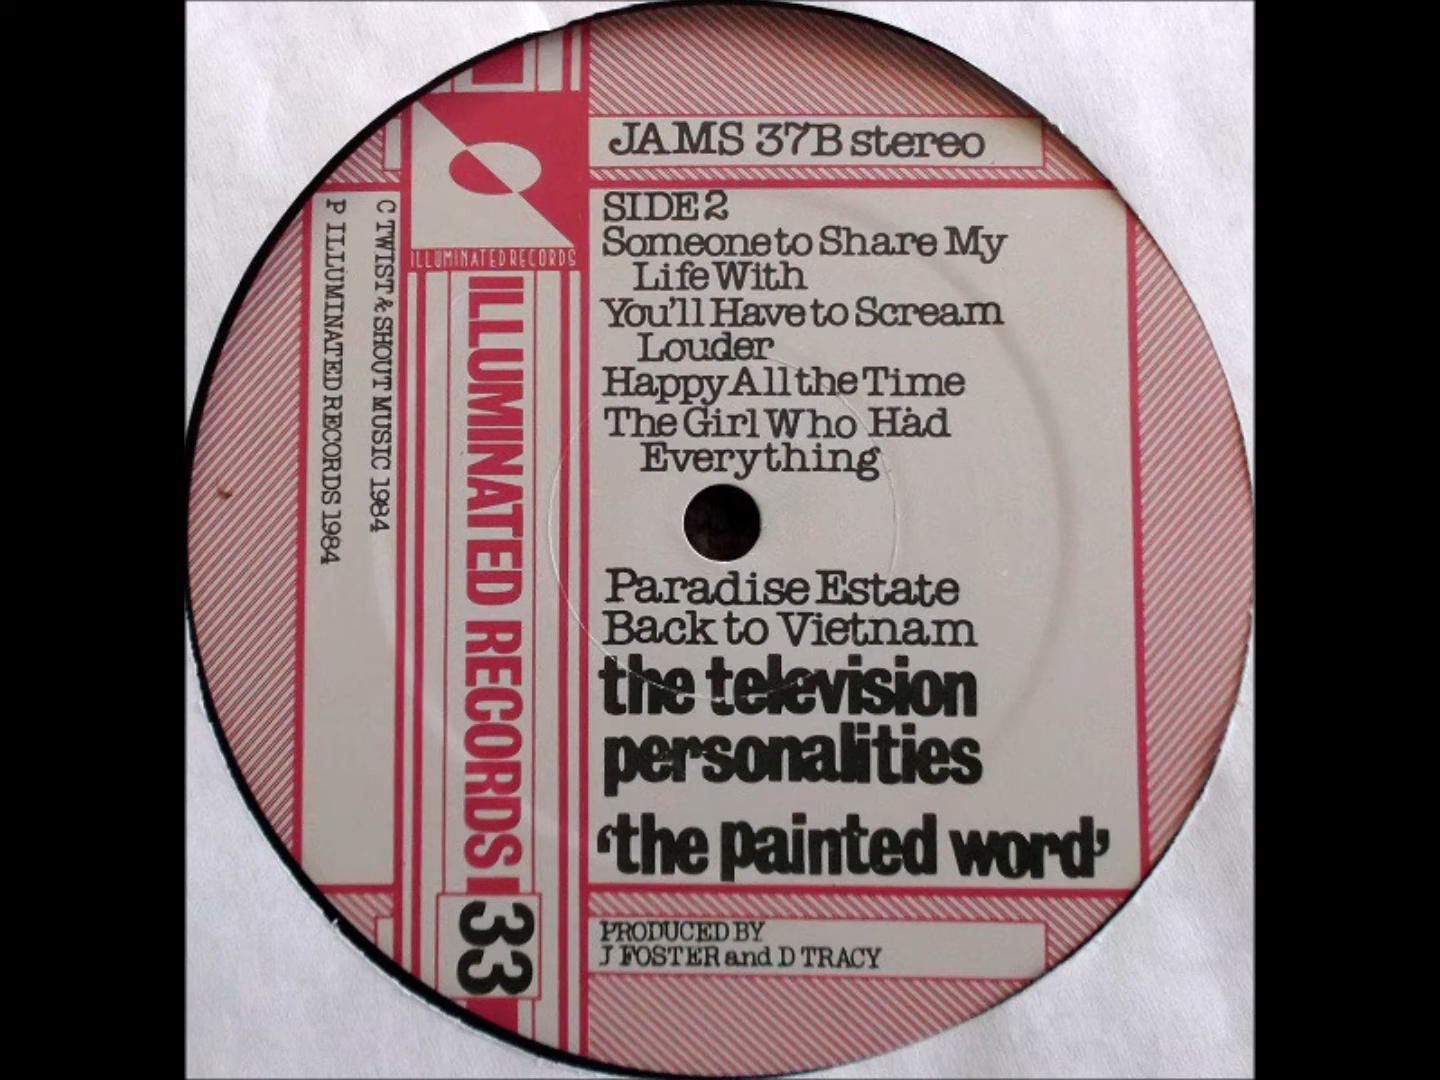 JAMS 37B stereo
SIDE 2
Someone to Share My
Life With
You'll Have to Scream
Louder
Happy All the Time
The Girl Who Had
Everything
Paradise Estate
Back to Vietnam
the television
personalities
‘the painted word’
PRODUCED BY
J FOSTER and D TRACY
ILLUMINATED RECORDS
ILLUMINATED RECORDS
33
C TWIST & SHOUT MUSIC 1984
P ILLUMINATED RECORDS 1984